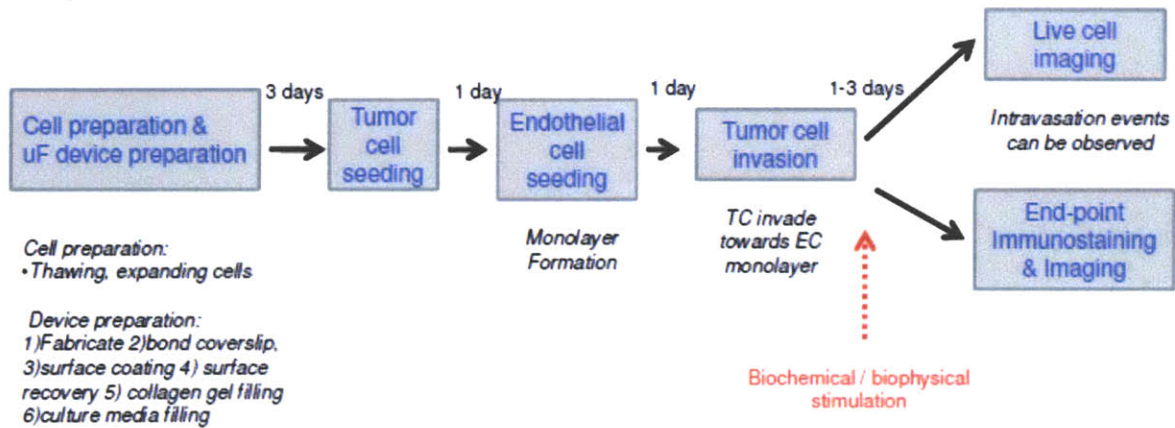 Cell preparation &
uF device preparation
3 days
Tumor
cell
seeding
1 day
Endothelial
cell
seeding
1 day
Tumor cell
invasion
1-3 days
Live cell
imaging
Intravasation events
can be observed
End-point
Immunostaining
& Imaging
Monolayer
Formation
TC invade
towards EC
monolayer
Biochemical / biophysical
stimulation
Cell preparation:
•Thawing, expanding cells
Device preparation:
1)Fabricate 2)bond coverslip,
3)surface coating 4) surface
recovery 5) collagen gel filling
6)culture media filling